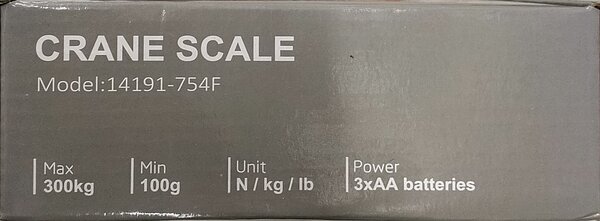 CRANE SCALE
Model:14191-754F
Max Min Unit Power
300kg 100g N / kg / lb 3xAA batteries